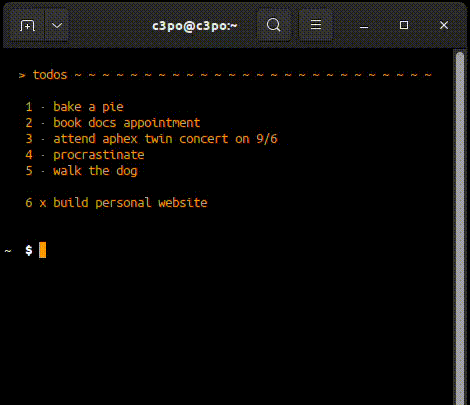 c3po@c3po:~
> todos ~ ~ ~ ~ ~ ~ ~ ~ ~ ~ ~ ~ ~ ~ ~ ~ ~ ~ ~ ~ ~ ~ ~ ~ ~ ~
1 - bake a pie
2 - book docs appointment
3 - attend aphex twin concert on 9/6
4 - procrastinate
5 - walk the dog
6 x build personal website
~ $